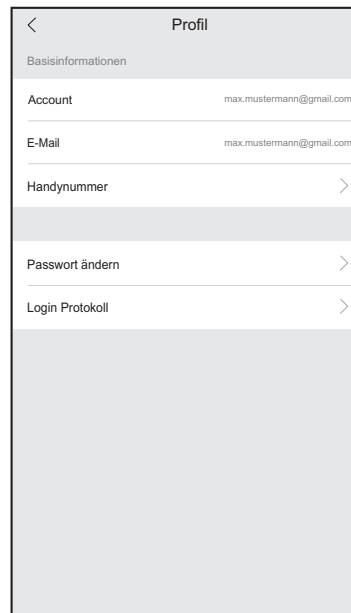 Profil
Basisinformationen
Account max.mustermann@gmail.com
E-Mail max.mustermann@gmail.com
Handynummer
Passwort ändern
Login Protokoll